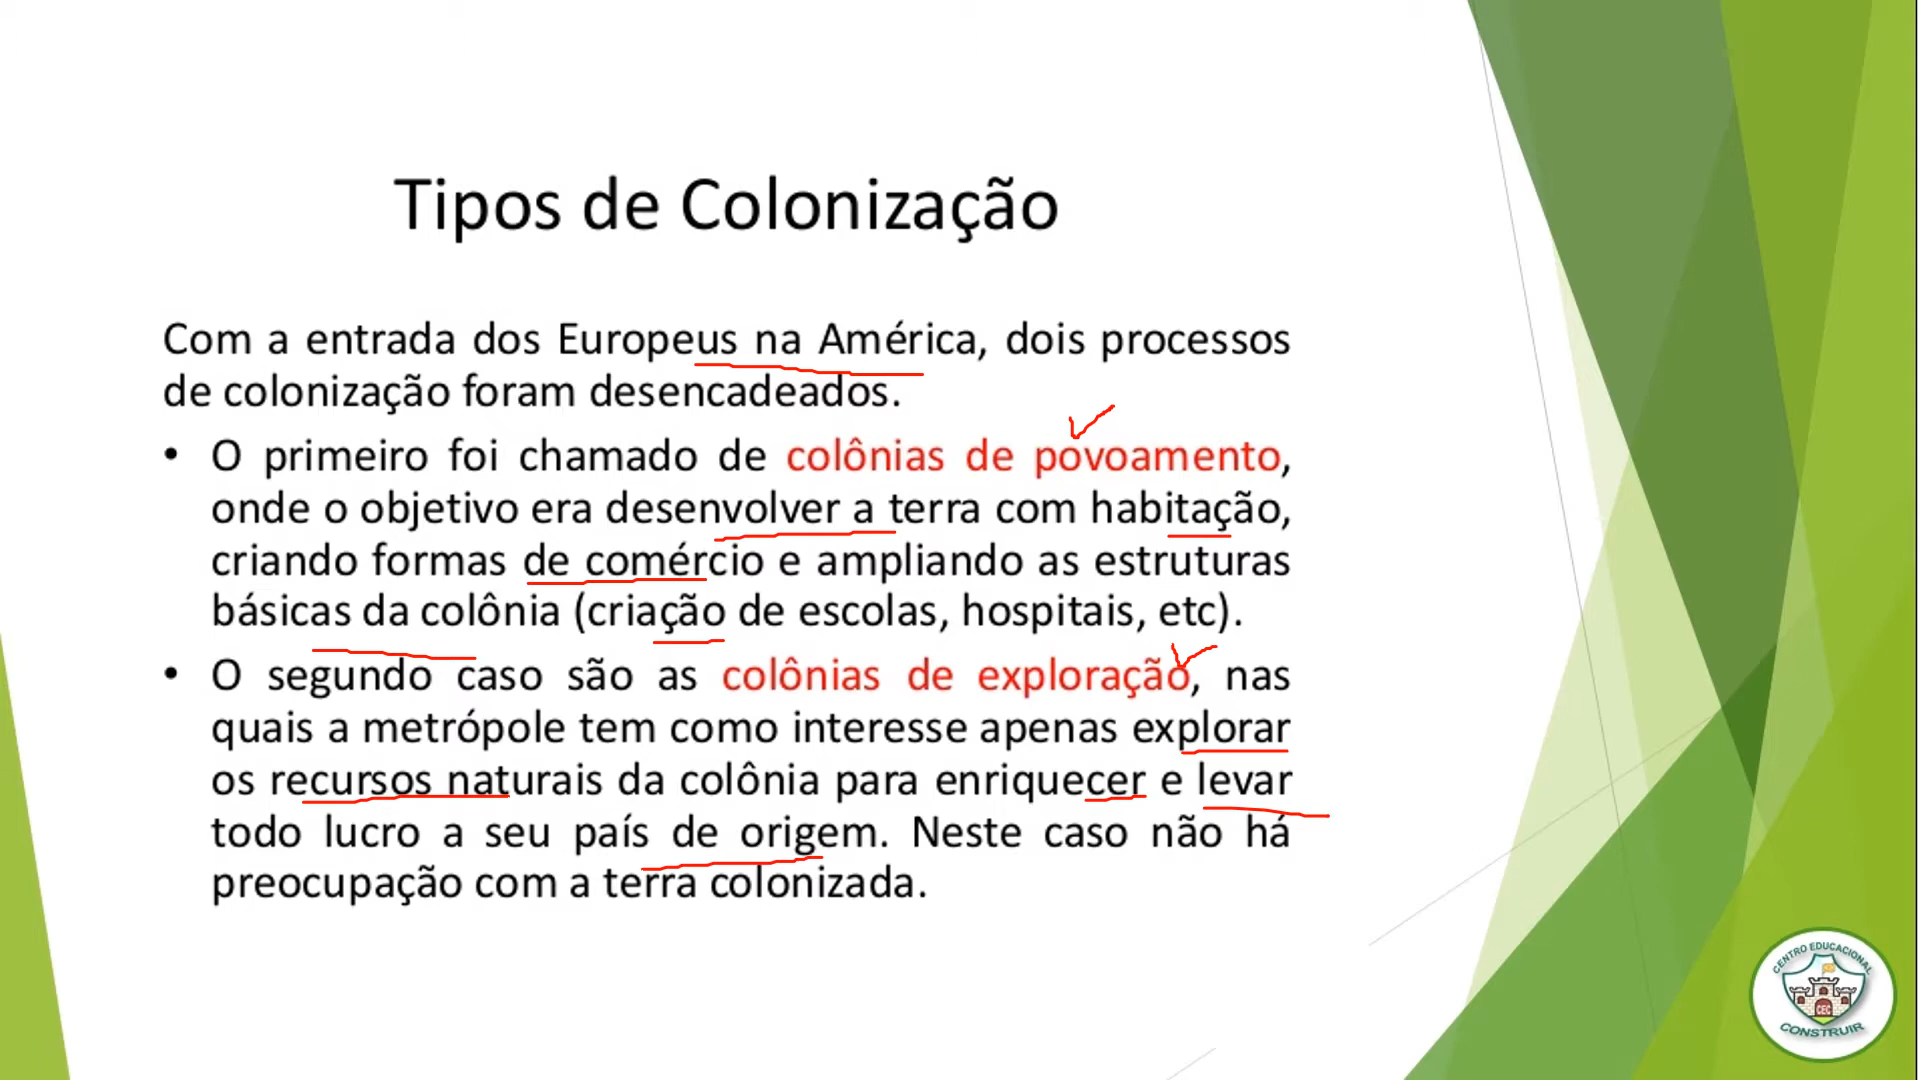 Tipos de Colonização
Com a entrada dos Europeus na América, dois processos
de colonização foram desencadeados.
• O primeiro foi chamado de colônias de povoamento,
onde o objetivo era desenvolver a terra com habitação,
criando formas de comércio e ampliando as estruturas
básicas da colônia (criação de escolas, hospitais, etc).
• O segundo caso são as colônias de exploração, nas
quais a metrópole tem como interesse apenas explorar
os recursos naturais da colônia para enriquecer e levar
todo lucro a seu país de origem. Neste caso não há
preocupação com a terra colonizada.
CENTRO EDUCACIONAL
CEC
CONSTRUIR